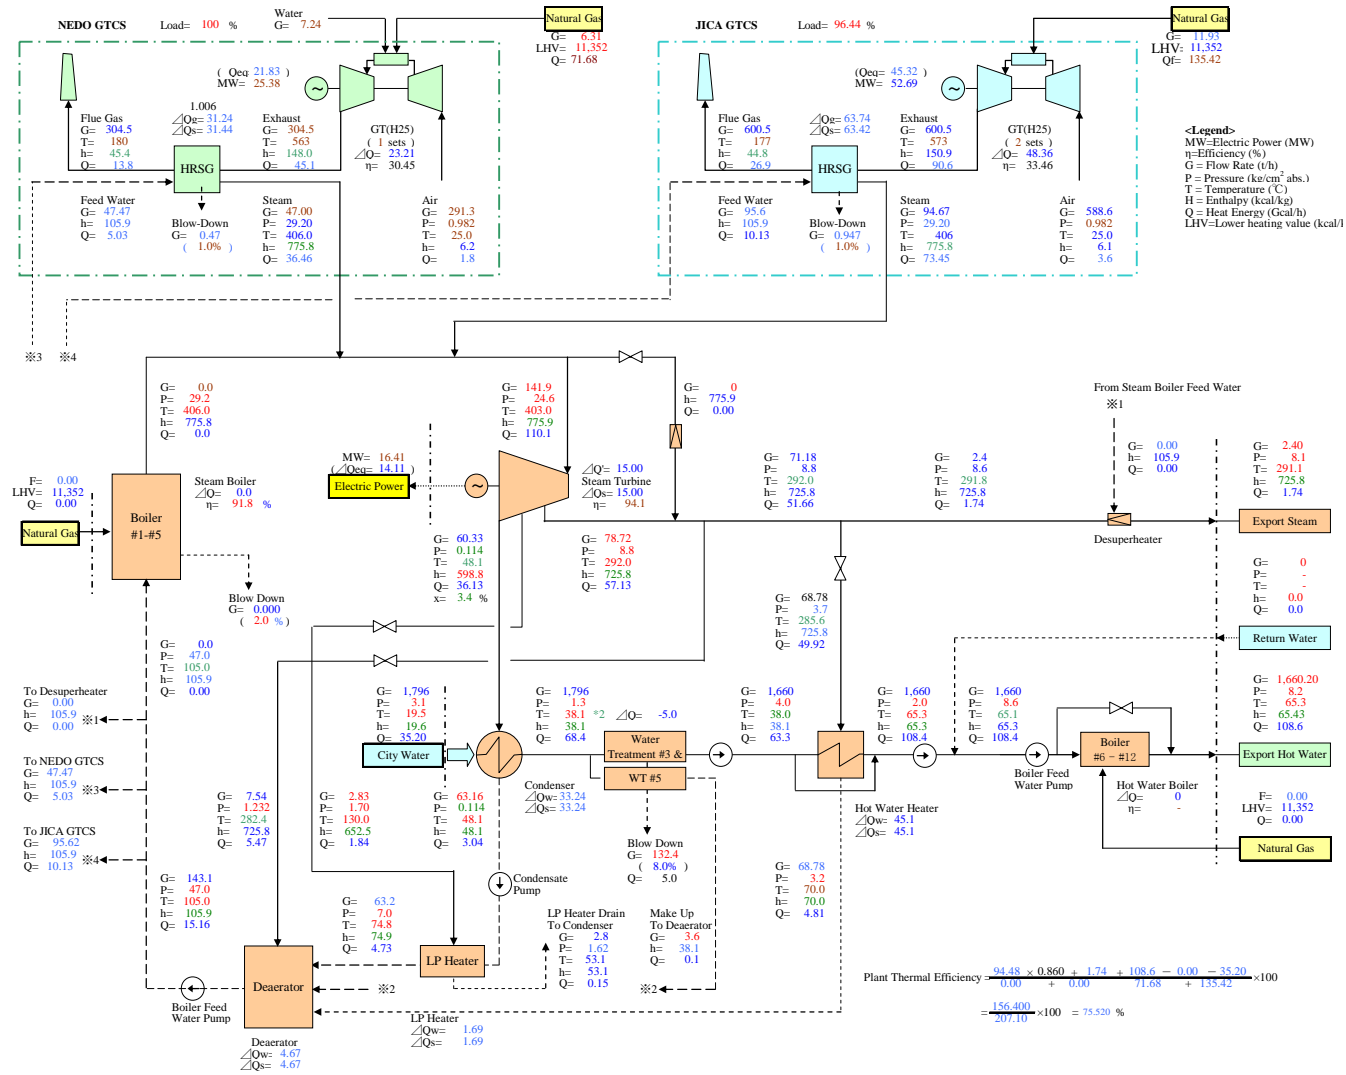 NEDO GTCS
Load= 100 %
Water
G= 7.24
Natural Gas
G= 6.31
LHV= 11,352
Q= 71.68
( Qeq= 21.83 )
MW= 25.38
1.006
⊿Qg= 31.24
⊿Qs= 31.44
Flue Gas
G= 304.5
T= 180
h= 45.4
Q= 13.8
Exhaust
G= 304.5
T= 563
h= 148.0
Q= 45.1
GT(H25)
( 1 sets )
⊿Q= 23.21
η= 30.45
HRSG
Feed Water
G= 47.47
h= 105.9
Q= 5.03
Blow-Down
G= 0.47
( 1.0% )
Steam
G= 47.00
P= 29.20
T= 406.0
h= 775.8
Q= 36.46
Air
G= 291.3
P= 0.982
T= 25.0
h= 6.2
Q= 1.8
JICA GTCS
Load= 96.44 %
Natural Gas
G= 11.93
LHV= 11,352
Qf= 135.42
(Qeq= 45.32 )
MW= 52.69
⊿Qg= 63.74
⊿Qs= 63.42
Flue Gas
G= 600.5
T= 177
h= 44.8
Q= 26.9
Exhaust
G= 600.5
T= 573
h= 150.9
Q= 90.6
GT(H25)
( 2 sets )
⊿Q= 48.36
η= 33.46
HRSG
Feed Water
G= 95.6
h= 105.9
Q= 10.13
Blow-Down
G= 0.947
( 1.0% )
Steam
G= 94.67
P= 29.20
T= 406
h= 775.8
Q= 73.45
Air
G= 588.6
P= 0.982
T= 25.0
h= 6.1
Q= 3.6
<Legend>
MW=Electric Power (MW)
η=Efficiency (%)
G = Flow Rate (t/h)
P = Pressure (kg/cm² abs.)
T = Temperature (℃)
H = Enthalpy (kcal/kg)
Q = Heat Energy (Gcal/h)
LHV=Lower heating value (kcal/
※3 ※4
G= 0.0
P= 29.2
T= 406.0
h= 775.8
Q= 0.0
G= 141.9
P= 24.6
T= 403.0
h= 775.9
Q= 110.1
G= 0
h= 775.9
Q= 0.00
From Steam Boiler Feed Water
※1
G= 0.00
h= 105.9
Q= 0.00
G= 2.40
P= 8.1
T= 291.1
h= 725.8
Q= 1.74
MW= 16.41
(⊿Qeq= 14.11 )
Electric Power
⊿Q'= 15.00
Steam Turbine
⊿Qs= 15.00
η= 94.1
G= 71.18
P= 8.8
T= 292.0
h= 725.8
Q= 51.66
G= 2.4
P= 8.6
T= 291.8
h= 725.8
Q= 1.74
F= 0.00
LHV= 11,352
Q= 0.00
Natural Gas
Boiler
#1-#5
Steam Boiler
⊿Q= 0.0
η= 91.8 %
Desuperheater
Export Steam
G= 60.33
P= 0.114
T= 48.1
h= 598.8
Q= 36.13
x= 3.4 %
G= 78.72
P= 8.8
T= 292.0
h= 725.8
Q= 57.13
G= 0
P= -
T= -
h= 0.0
Q= 0.0
Blow Down
G= 0.000
( 2.0 % )
G= 68.78
P= 3.7
T= 285.6
h= 725.8
Q= 49.92
Return Water
G= 0.0
P= 47.0
T= 105.0
h= 105.9
Q= 0.00
To Desuperheater
G= 0.00
h= 105.9 ※1
Q= 0.00
To NEDO GTCS
G= 47.47
h= 105.9 ※3
Q= 5.03
To JICA GTCS
G= 95.62
h= 105.9 ※4
Q= 10.13
G= 1,796
P= 3.1
T= 19.5
h= 19.6
Q= 35.20
City Water
G= 1,796
P= 1.3
T= 38.1 *2
h= 38.1
Q= 68.4
⊿Q= -5.0
Water
Treatment #3 &
WT #5
G= 1,660
P= 4.0
T= 38.0
h= 38.1
Q= 63.3
G= 1,660
P= 2.0
T= 65.3
h= 65.3
Q= 108.4
G= 1,660
P= 8.6
T= 65.1
h= 65.3
Q= 108.4
G= 1,660.20
P= 8.2
T= 65.3
h= 65.43
Q= 108.6
Boiler
#6 – #12
Boiler Feed
Water Pump
Export Hot Water
Hot Water Boiler
⊿Q= 0
η= -
F= 0.00
LHV= 11,352
Q= 0.00
Natural Gas
Condenser
⊿Qw= 33.24
⊿Qs= 33.24
Hot Water Heater
⊿Qw= 45.1
⊿Qs= 45.1
G= 7.54
P= 1.232
T= 282.4
h= 725.8
Q= 5.47
G= 2.83
P= 1.70
T= 130.0
h= 652.5
Q= 1.84
G= 63.16
P= 0.114
T= 48.1
h= 48.1
Q= 3.04
Blow Down
G= 132.4
( 8.0% )
Q= 5.0
G= 68.78
P= 3.2
T= 70.0
h= 70.0
Q= 4.81
Condensate
Pump
G= 143.1
P= 47.0
T= 105.0
h= 105.9
Q= 15.16
G= 63.2
P= 7.0
T= 74.8
h= 74.9
Q= 4.73
LP Heater Drain
To Condenser
G= 2.8
P= 1.62
T= 53.1
h= 53.1
Q= 0.15
Make Up
To Deaerator
G= 3.6
h= 38.1
Q= 0.1
※2
Boiler Feed
Water Pump
Deaerator
LP Heater
※2
LP Heater
⊿Qw= 1.69
⊿Qs= 1.69
Deaerator
⊿Qw= 4.67
⊿Qs= 4.67
Plant Thermal Efficiency = 94.48 × 0.860 + 1.74 + 108.6 − 0.00 − 35.20 ×100
0.00 + 0.00 71.68 + 135.42
= 156.400 ×100 = 75.520 %
207.10